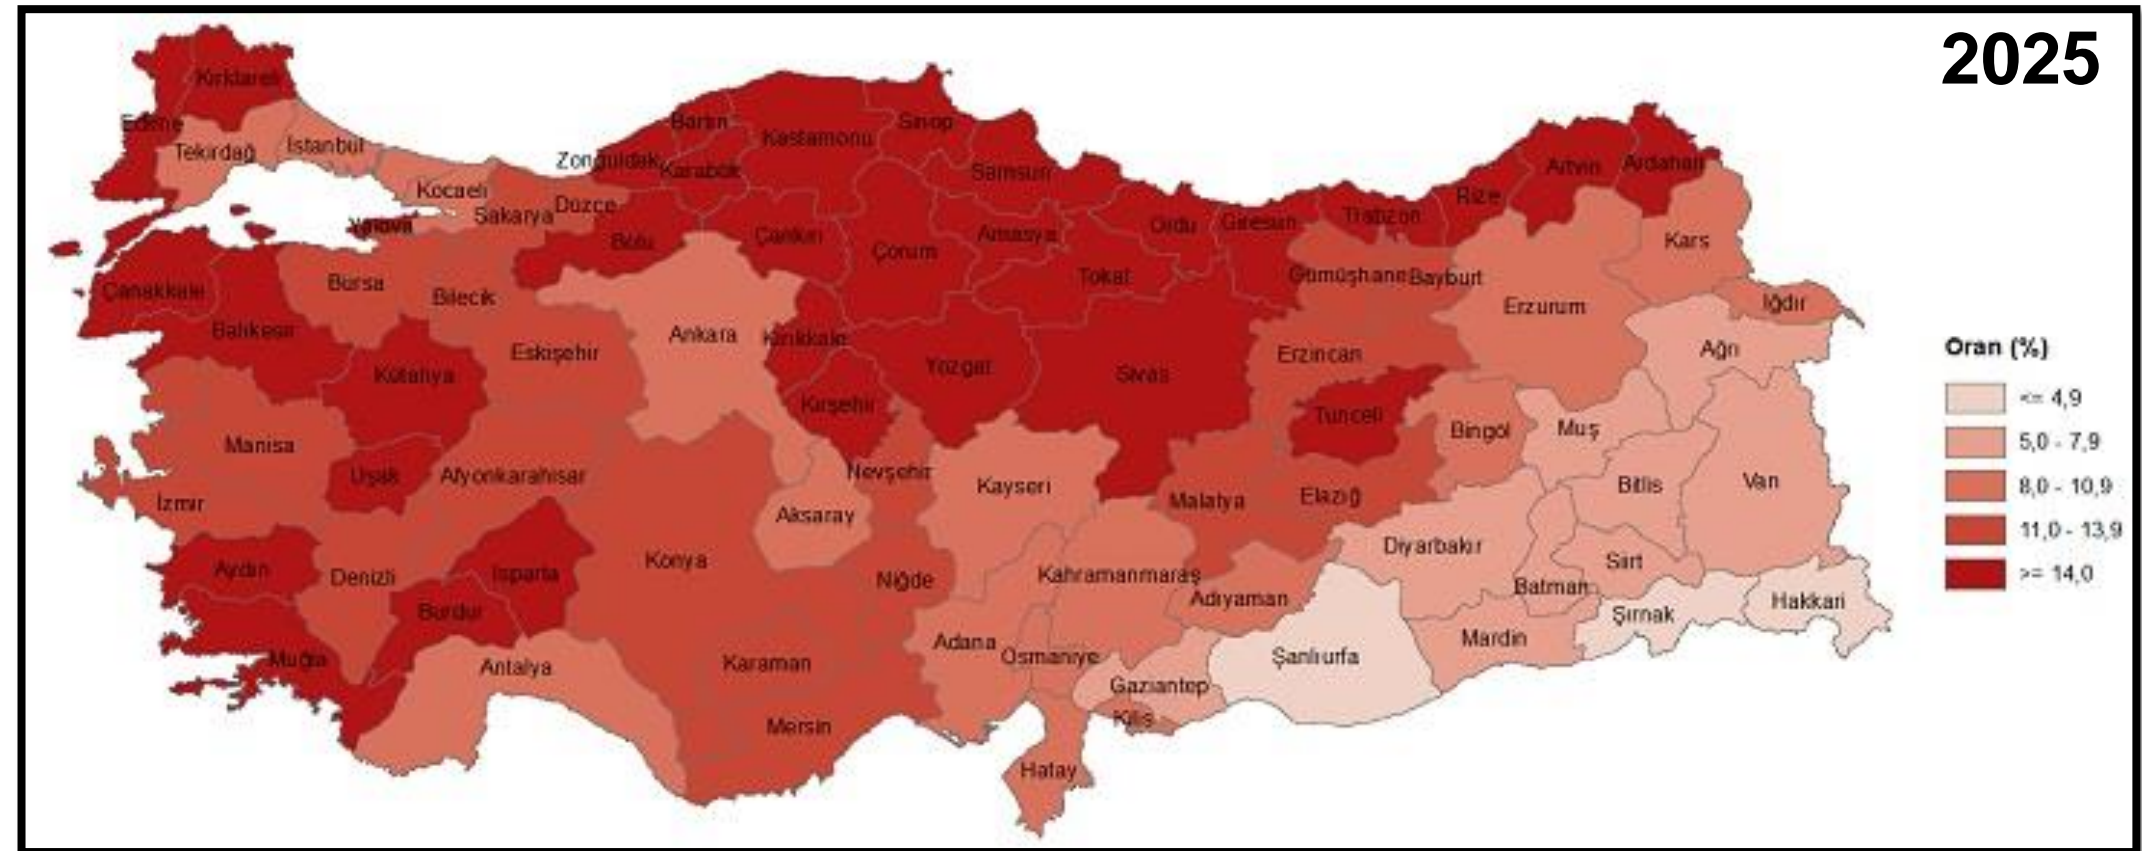 2025
Kırklareli
Edirne
Tekirdağ
İstanbul
Kocaeli
Yalova
Sakarya
Düzce
Zonguldak
Bartın
Karabük
Kastamonu
Sinop
Samsun
Bolu
Çankırı
Çorum
Amasya
Tokat
Ordu
Giresun
Trabzon
Rize
Artvin
Ardahan
Kars
Gümüşhane
Bayburt
Erzurum
Iğdır
Ağrı
Çanakkale
Balıkesir
Bursa
Bilecik
Eskişehir
Kütahya
Ankara
Kırıkkale
Kırşehir
Yozgat
Sivas
Erzincan
Tunceli
Bingöl
Muş
Bitlis
Van
Manisa
İzmir
Uşak
Afyonkarahisar
Aksaray
Nevşehir
Kayseri
Malatya
Elazığ
Diyarbakır
Batman
Siirt
Şırnak
Hakkari
Aydın
Denizli
Isparta
Burdur
Muğla
Antalya
Konya
Karaman
Mersin
Niğde
Adana
Osmaniye
Kahramanmaraş
Adıyaman
Gaziantep
Kilis
Hatay
Şanlıurfa
Mardin
Oran (%)
<= 4,9
5,0 - 7,9
8,0 - 10,9
11,0 - 13,9
>= 14,0